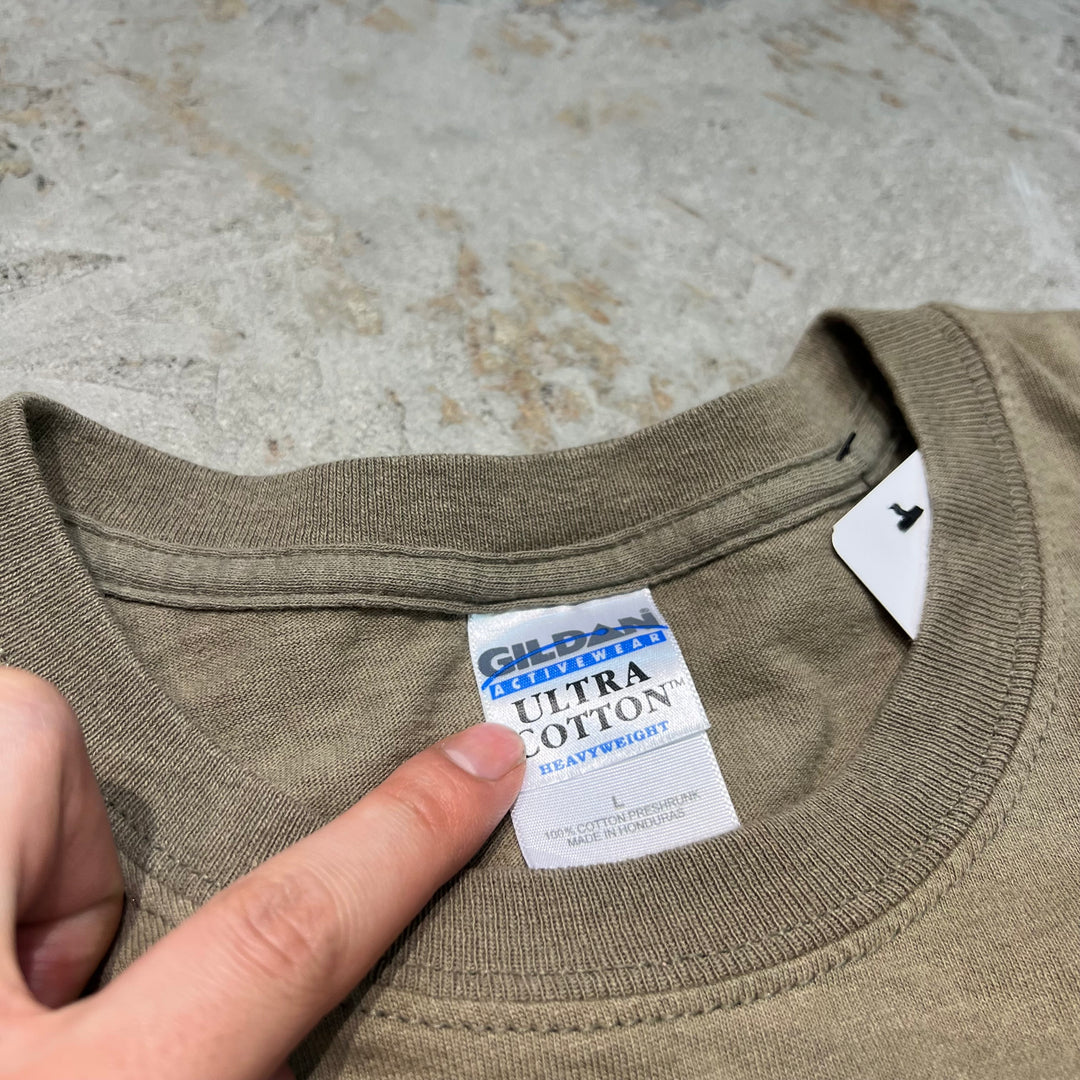 GILDAN
ACTIVEWEAR
ULTRA
COTTON™
HEAVYWEIGHT
L
100% COTTON PRESHRUNK
MADE IN HONDURAS